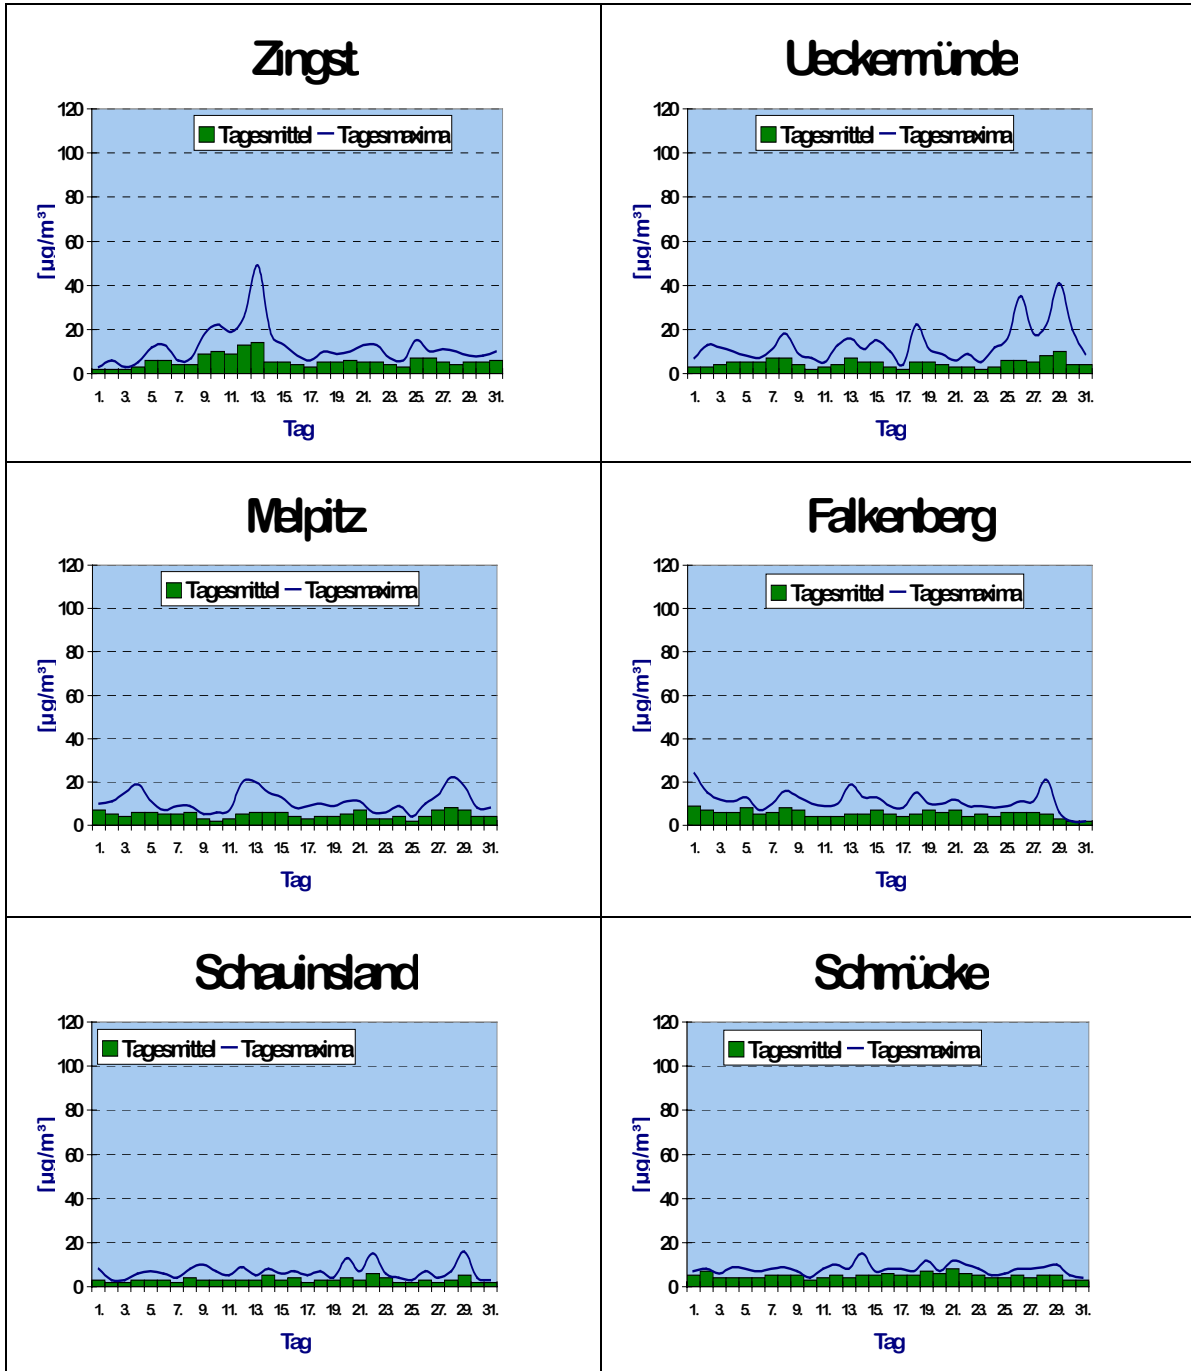 Zingst
120
Tagesmittel Tagesmaxima
100
80
60
40
20
0
[µg/m³]
1. 3. 5. 7. 9. 11. 13. 15. 17. 19. 21. 23. 25. 27. 29. 31.
Tag
Ueckermünde
120
Tagesmittel Tagesmaxima
100
80
60
40
20
0
[µg/m³]
1. 3. 5. 7. 9. 11. 13. 15. 17. 19. 21. 23. 25. 27. 29. 31.
Tag
Melpitz
120
Tagesmittel Tagesmaxima
100
80
60
40
20
0
[µg/m³]
1. 3. 5. 7. 9. 11. 13. 15. 17. 19. 21. 23. 25. 27. 29. 31.
Tag
Falkenberg
120
Tagesmittel Tagesmaxima
100
80
60
40
20
0
[µg/m³]
1. 3. 5. 7. 9. 11. 13. 15. 17. 19. 21. 23. 25. 27. 29. 31.
Tag
Schauinsland
120
Tagesmittel Tagesmaxima
100
80
60
40
20
0
[µg/m³]
1. 3. 5. 7. 9. 11. 13. 15. 17. 19. 21. 23. 25. 27. 29. 31.
Tag
Schmücke
120
Tagesmittel Tagesmaxima
100
80
60
40
20
0
[µg/m³]
1. 3. 5. 7. 9. 11. 13. 15. 17. 19. 21. 23. 25. 27. 29. 31.
Tag